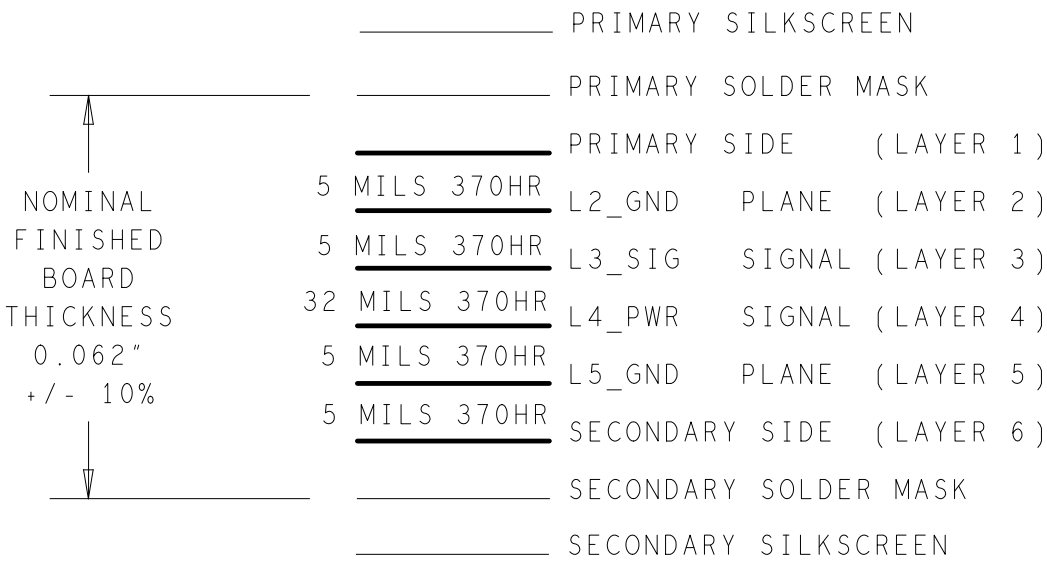 PRIMARY SILKSCREEN
PRIMARY SOLDER MASK
PRIMARY SIDE (LAYER 1)
5 MILS 370HR
L2_GND PLANE (LAYER 2)
5 MILS 370HR
L3_SIG SIGNAL (LAYER 3)
32 MILS 370HR
L4_PWR SIGNAL (LAYER 4)
5 MILS 370HR
L5_GND PLANE (LAYER 5)
5 MILS 370HR
SECONDARY SIDE (LAYER 6)
SECONDARY SOLDER MASK
SECONDARY SILKSCREEN
NOMINAL
FINISHED
BOARD
THICKNESS
0.062"
+/- 10%